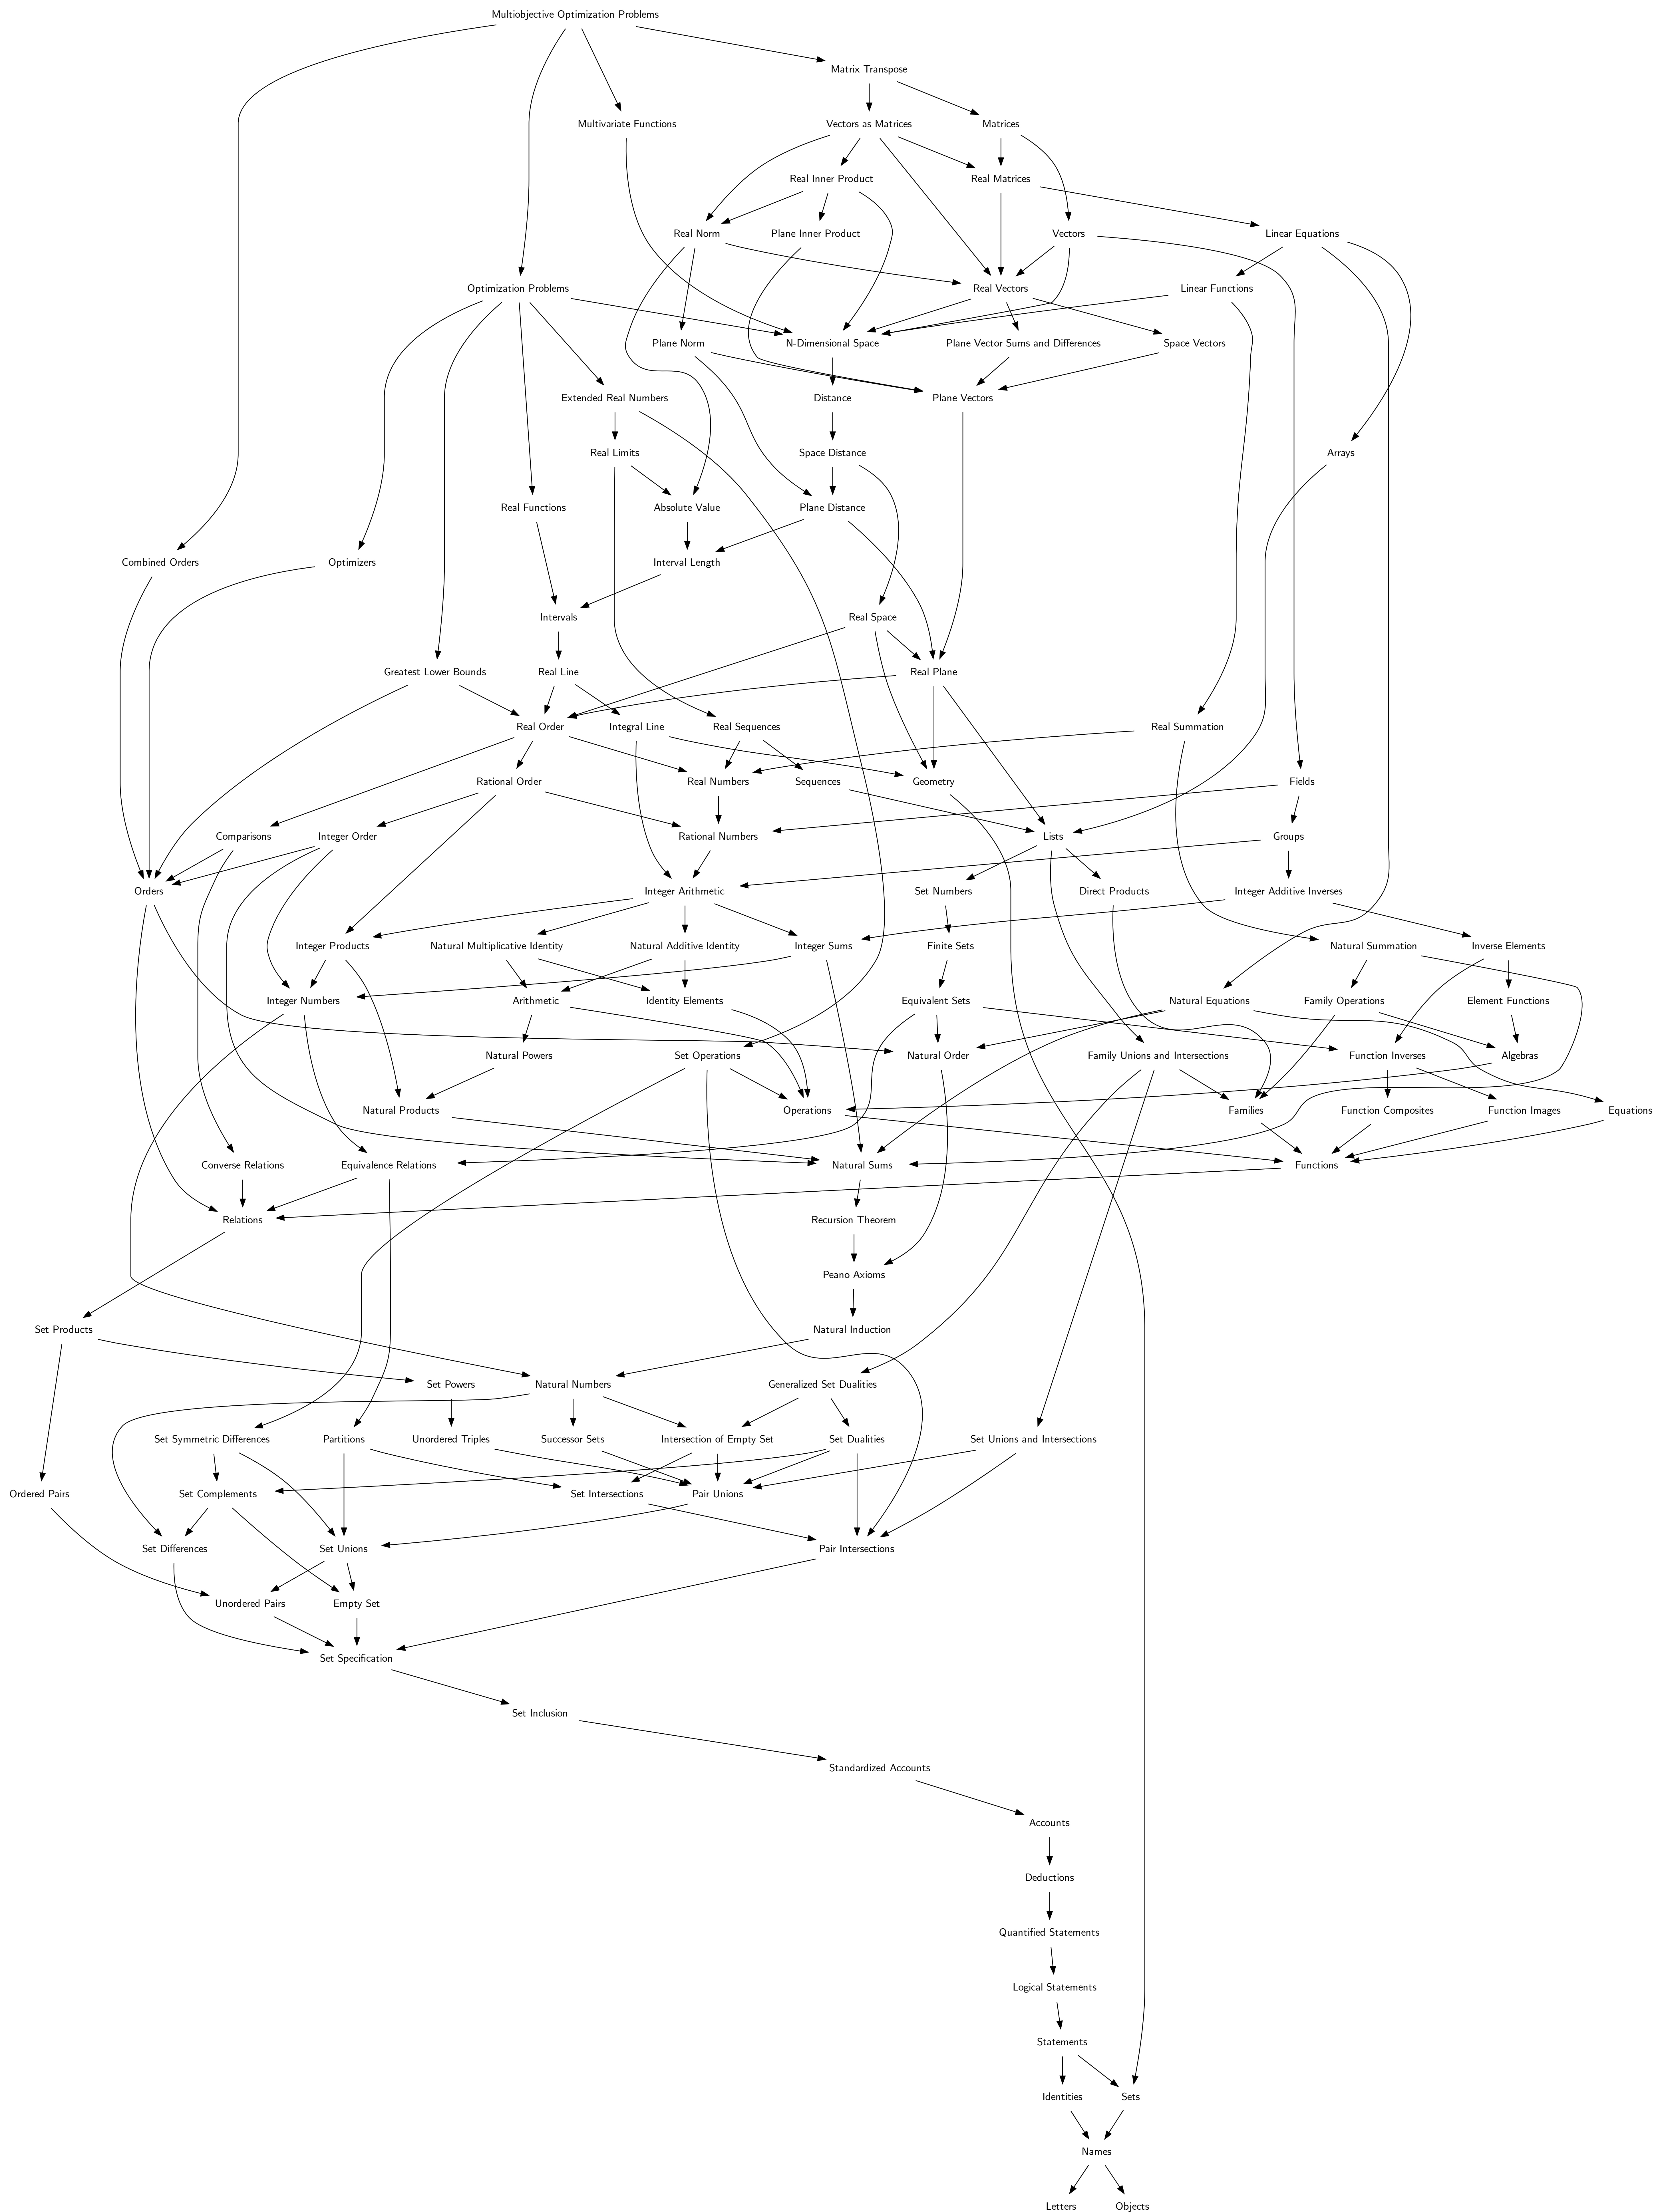 Multiobjective Optimization Problems
Matrix Transpose
Multivariate Functions
Vectors as Matrices
Matrices
Real Inner Product
Real Matrices
Real Norm
Plane Inner Product
Vectors
Linear Equations
Optimization Problems
Real Vectors
Linear Functions
Plane Norm
N-Dimensional Space
Plane Vector Sums and Differences
Space Vectors
Extended Real Numbers
Distance
Plane Vectors
Real Limits
Space Distance
Arrays
Real Functions
Absolute Value
Plane Distance
Combined Orders
Optimizers
Interval Length
Intervals
Real Space
Greatest Lower Bounds
Real Line
Real Plane
Real Order
Integral Line
Real Sequences
Real Summation
Rational Order
Real Numbers
Sequences
Geometry
Fields
Comparisons
Integer Order
Rational Numbers
Lists
Groups
Orders
Integer Arithmetic
Set Numbers
Direct Products
Integer Additive Inverses
Integer Products
Natural Multiplicative Identity
Natural Additive Identity
Integer Sums
Finite Sets
Natural Summation
Inverse Elements
Integer Numbers
Arithmetic
Identity Elements
Equivalent Sets
Natural Equations
Family Operations
Element Functions
Natural Powers
Set Operations
Natural Order
Family Unions and Intersections
Function Inverses
Algebras
Natural Products
Operations
Families
Function Composites
Function Images
Equations
Converse Relations
Equivalence Relations
Natural Sums
Functions
Relations
Recursion Theorem
Peano Axioms
Set Products
Natural Induction
Set Powers
Natural Numbers
Generalized Set Dualities
Set Symmetric Differences
Partitions
Unordered Triples
Successor Sets
Intersection of Empty Set
Set Dualities
Set Unions and Intersections
Ordered Pairs
Set Complements
Set Intersections
Pair Unions
Set Differences
Set Unions
Pair Intersections
Unordered Pairs
Empty Set
Set Specification
Set Inclusion
Standardized Accounts
Accounts
Deductions
Quantified Statements
Logical Statements
Statements
Identities
Sets
Names
Letters
Objects